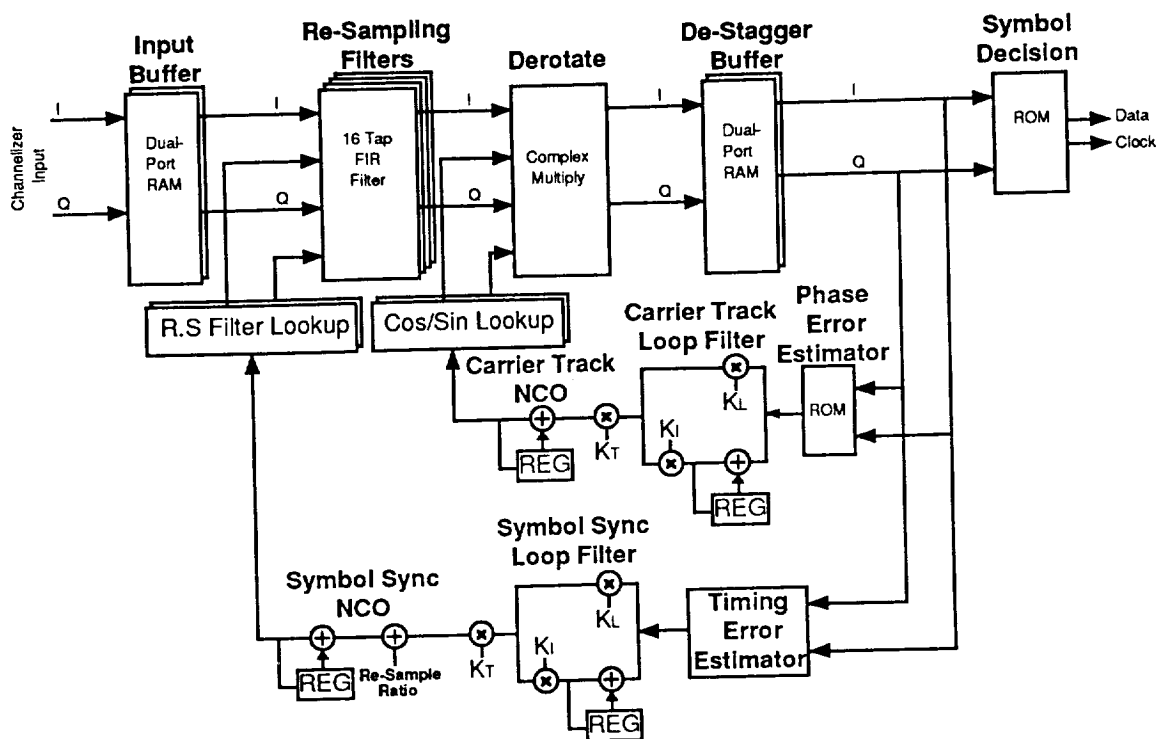 Input
Buffer
Re-Sampling
Filters
Derotate
De-Stagger
Buffer
Symbol
Decision
Channelizer
Input
I
Q
Dual-
Port
RAM
I
Q
16 Tap
FIR
Filter
I
Q
Complex
Multiply
I
Q
Dual-
Port
RAM
I
Q
ROM
Data
Clock
R.S Filter Lookup
Cos/Sin Lookup
Carrier Track
NCO
REG
KT
Carrier Track
Loop Filter
KL
KI
REG
Phase
Error
Estimator
ROM
Symbol Sync
NCO
REG
Re-Sample
Ratio
KT
Symbol Sync
Loop Filter
KL
KI
REG
Timing
Error
Estimator